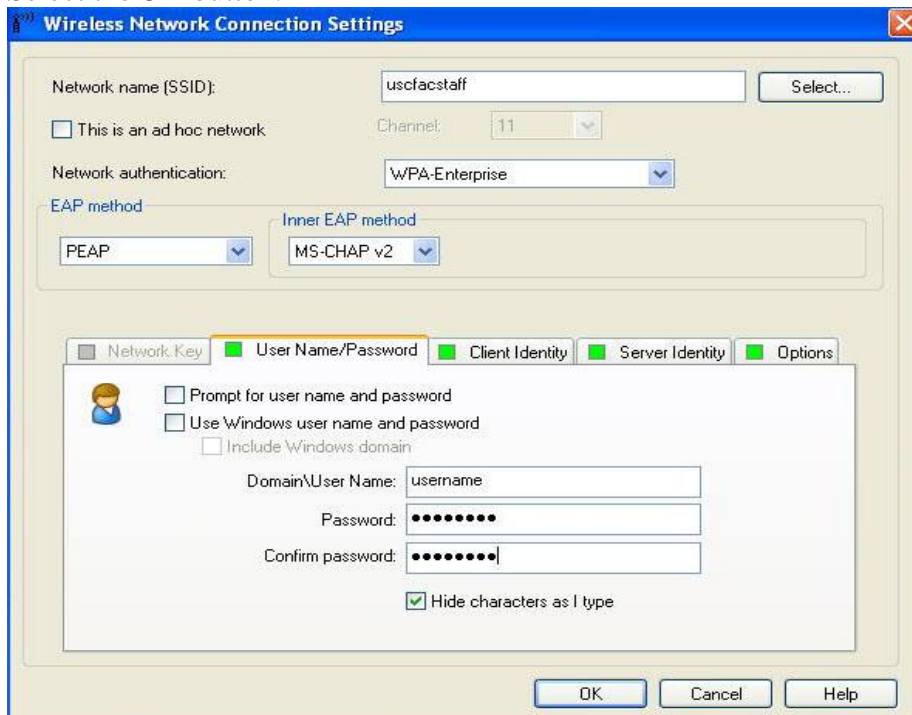 Wireless Network Connection Settings
Network name (SSID): uscfacstaff Select...
This is an ad hoc network Channel: 11
Network authentication: WPA-Enterprise
EAP method
Inner EAP method
PEAP MS-CHAP v2
Network Key User Name/Password Client Identity Server Identity Options
Prompt for user name and password
Use Windows user name and password
Include Windows domain
Domain\User Name: username
Password: ••••••••
Confirm password: ••••••••
Hide characters as I type
OK Cancel Help